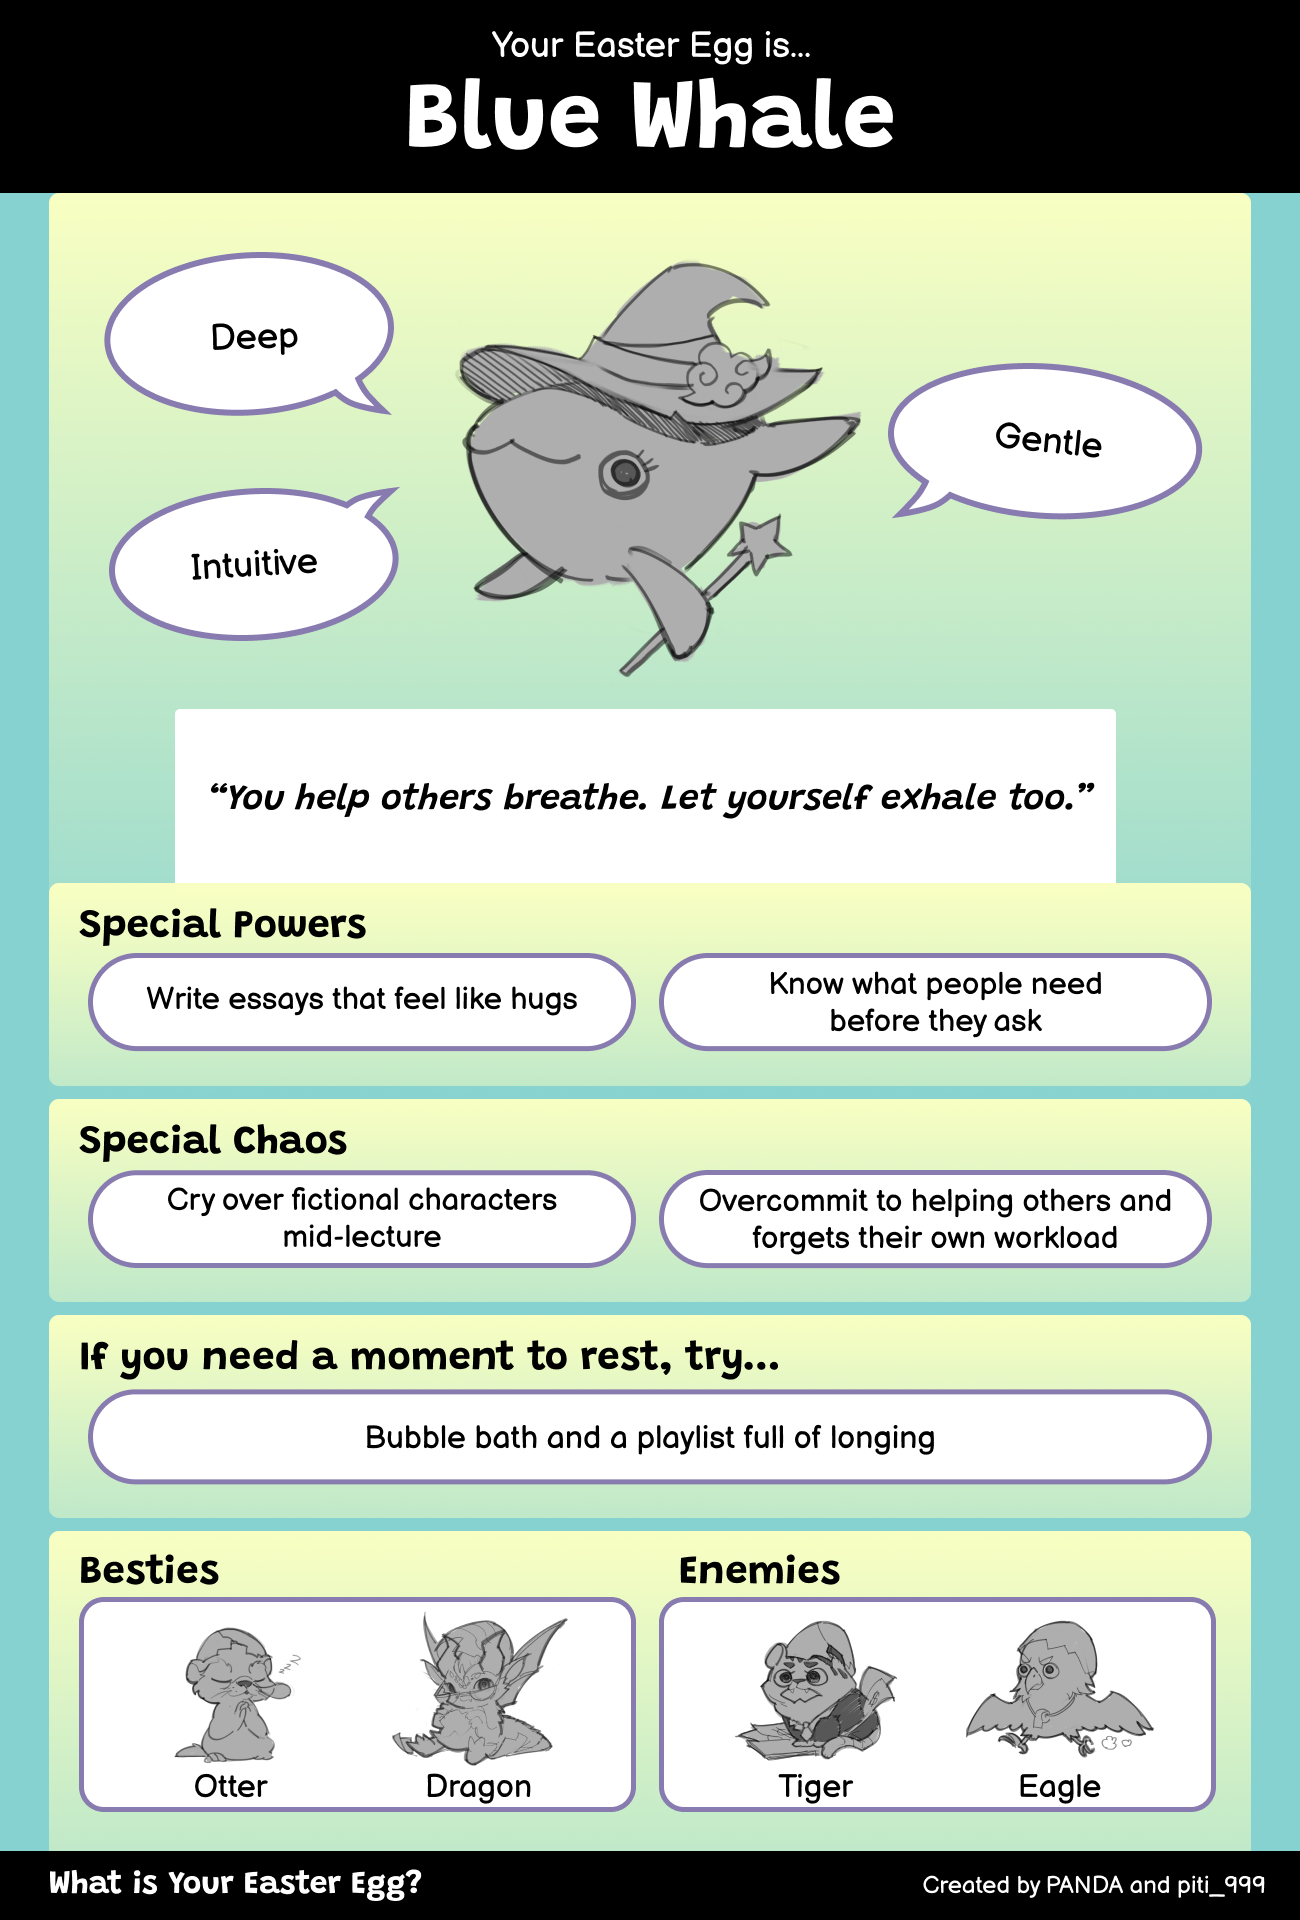 Your Easter Egg is...
Blue Whale
Deep
Gentle
Intuitive
“You help others breathe. Let yourself exhale too.”
Special Powers
Write essays that feel like hugs
Know what people need
before they ask
Special Chaos
Cry over fictional characters
mid-lecture
Overcommit to helping others and
forgets their own workload
If you need a moment to rest, try...
Bubble bath and a playlist full of longing
Besties
Enemies
zzz
Otter
Dragon
Tiger
Eagle
What is Your Easter Egg?
Created by PANDA and piti_999